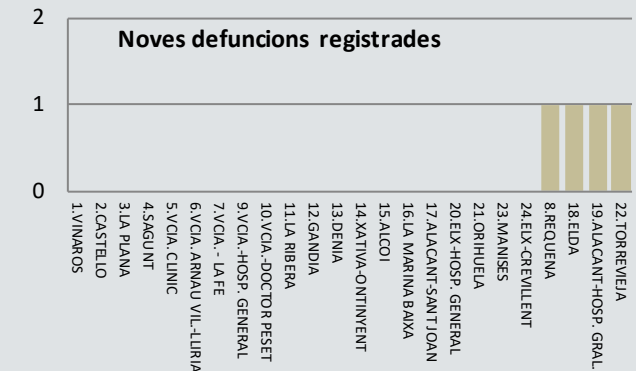 Noves defuncions registrades
2
1
0
1.VINAROS
2.CASTELLO
3.LA PLANA
4.SAGUNT
5.VCIA. CLINIC
6.VCIA. ARNAU VIL.-LLIRIA
7.VCIA. - LA FE
9.VCIA.-HOSP. GENERAL
10.VCIA.-DOCTOR PESET
11.LA RIBERA
12.GANDIA
13.DENIA
14.XATIVA-ONTINYENT
15.ALCOI
16.LA MARINA BAIXA
17.ALACANT-SANT JOAN
20.ELX-HOSP. GENERAL
21.ORIHUELA
23.MANISES
24.ELX-CREVILLENT
8.REQUENA
18.ELDA
19.ALACANT-HOSP. GRAL.
22.TORREVIEJA